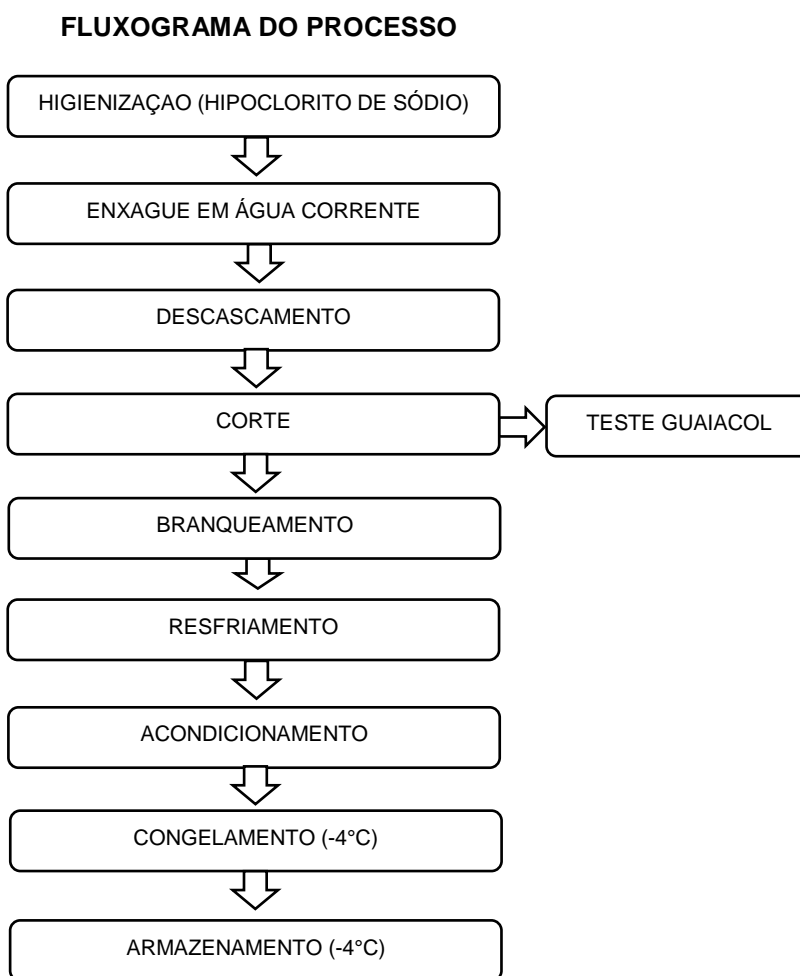 FLUXOGRAMA DO PROCESSO
HIGIENIZAÇAO (HIPOCLORITO DE SÓDIO)
ENXAGUE EM ÁGUA CORRENTE
DESCASCAMENTO
CORTE
TESTE GUAIACOL
BRANQUEAMENTO
RESFRIAMENTO
ACONDICIONAMENTO
CONGELAMENTO (-4°C)
ARMAZENAMENTO (-4°C)